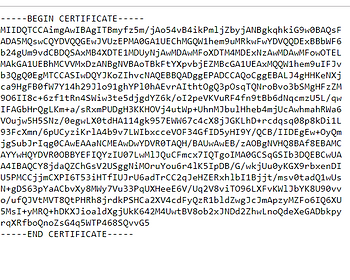 -----BEGIN CERTIFICATE-----
MIIDQTCCAimgAwIBAgITBmyfz5m/jAo54vB4ikPmljZbyjANBgkqhkiG9w0BAQsF
ADA5MQswCQYDVQQGEwJVUzEPMA0GA1UEChMGQW1hem9uMRkwFwYDVQQDExBBbWF6
b24gUm9vdCBDQSAxMB4XDTE1MDUyNjAwMDAwMFoXDTM4MDExNzAwMDAwMFowOTEL
MAkGA1UEBhMCVVMxDzANBgNVBAoTBkFtYXpvbjEZMBcGA1UEAxMQQW1hem9uIFJv
b3QgQ0EgMTCCASIwDQYJKoZIhvcNAQEBBQADggEPADCCAQoCggEBALJ4gHHKeNXj
ca9HgFB0fW7Y14h29Jlo91ghYPl0hAEvrAIthtOgQ3pOsqTQNroBvo3bSMgHFzZM
9O6II8c+6zf1tRn4SWiw3te5djgdYZ6k/oI2peVKVuRF4fn9tBb6dNqcmzU5L/qw
IFAGbHrQgLKm+a/sRxmPUDgH3KKHOVj4utWp+UhnMJbulHheb4mjUcAwhmahRWa6
VOujw5H5SNz/0egwLX0tdHA114gk957EWW67c4cX8jJGKLhD+rcdqsq08p8kDi1L
93FcXmn/6pUCyziKrlA4b9v7LWIbxcceVOF34GfID5yHI9Y/QCB/IIDEgEw+OyQm
jgSubJrIqg0CAwEAAaNCMEAwDwYDVR0TAQH/BAUwAwEB/zAOBgNVHQ8BAf8EBAMC
AYYwHQYDVR0OBBYEFIQYzIU07LwMlJQuCFmcx7IQTgoIMA0GCSqGSIb3DQEBCwUA
A4IBAQCY8jdaQZChGsV2USggNiMOruYou6r4lK5IpDB/G/wkjUu0yKGX9rbxenDI
U5PMCCjjmCXPI6T53iHTfIUJrU6adTrCC2qJeHZERxhlbI1Bjjt/msv0tadQ1wUs
N+gDS63pYaACbvXy8MWy7Vu33PqUXHeeE6V/Uq2V8viTO96LXFvKWlJbYK8U90vv
o/ufQJVtMVT8QtPHRh8jrdkPSHCa2XV4cdFyQzR1bldZwgJcJmApzyMZFo6IQ6XU
5MsI+yMRQ+hDKXJioaldXgjUkK642M4UwtBV8ob2xJNDd2ZhwLnoQdeXeGADbkpy
rqXRfboQnoZsG4q5WTP468SQvvG5
-----END CERTIFICATE-----